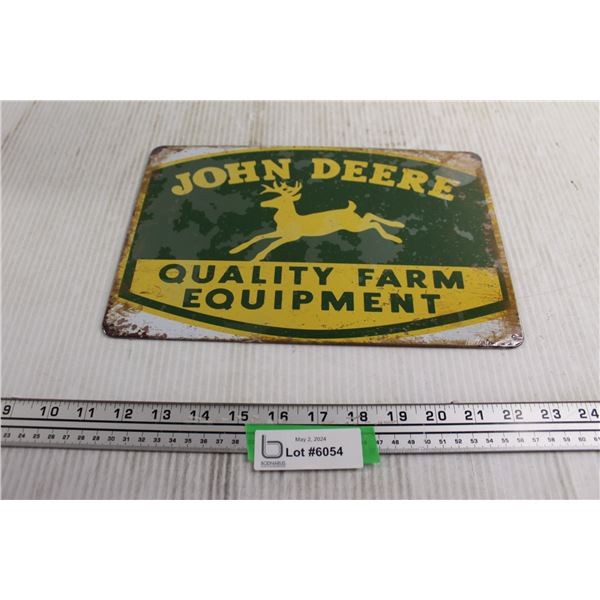 JOHN DEERE
QUALITY FARM
EQUIPMENT
9 10 11 12 13 14 15 16 17 18 19 20 21 22 23 24
May 2, 2024
Lot #6054
BODNARUS